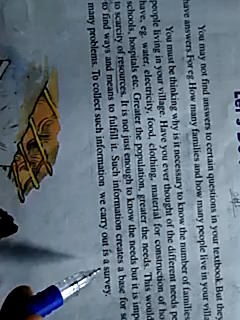 You may not find answers to certain questions in your textbook. But they
have answers. For eg. How many families and how many people live in your villa
You must be thinking why is it necessary to know the number of families
people living in your village. Have you ever thought of the different needs pe
have, eg. water, electricity, food, clothing, material for construction of ho
schools, hospitals etc. Greater the population, greater the needs. This would
to scarcity of resources. It is not just enough to know the needs but it is imp
to find ways and means to fulfil it. Such information creates a base for so
many problems. To collect such information we carry out is a survey.